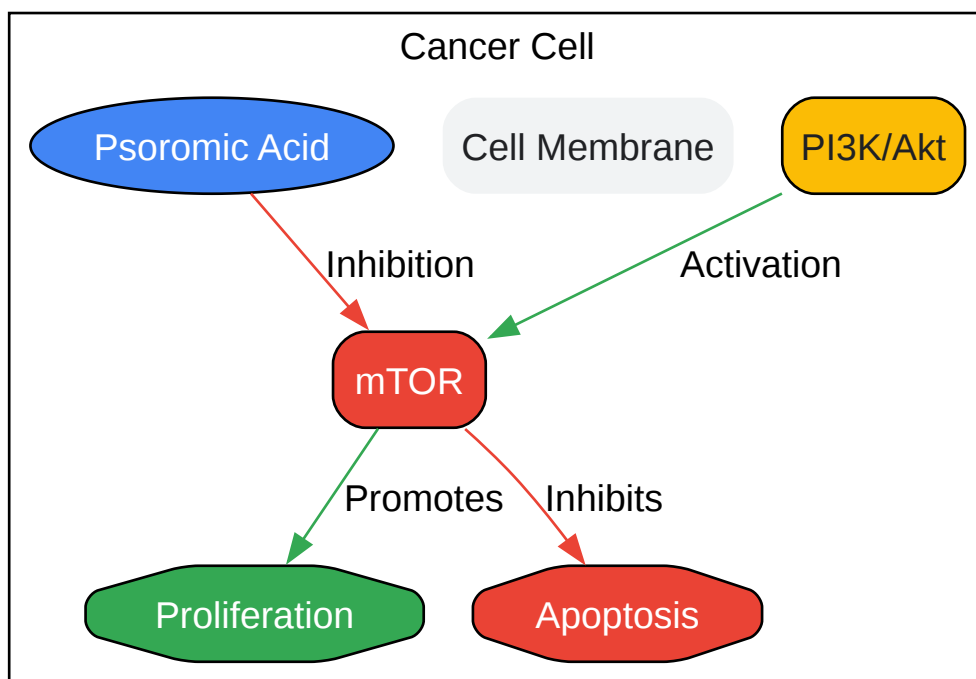 Cancer Cell
Psoromic Acid
Cell Membrane
PI3K/Akt
Inhibition
Activation
mTOR
Promotes
Inhibits
Proliferation
Apoptosis